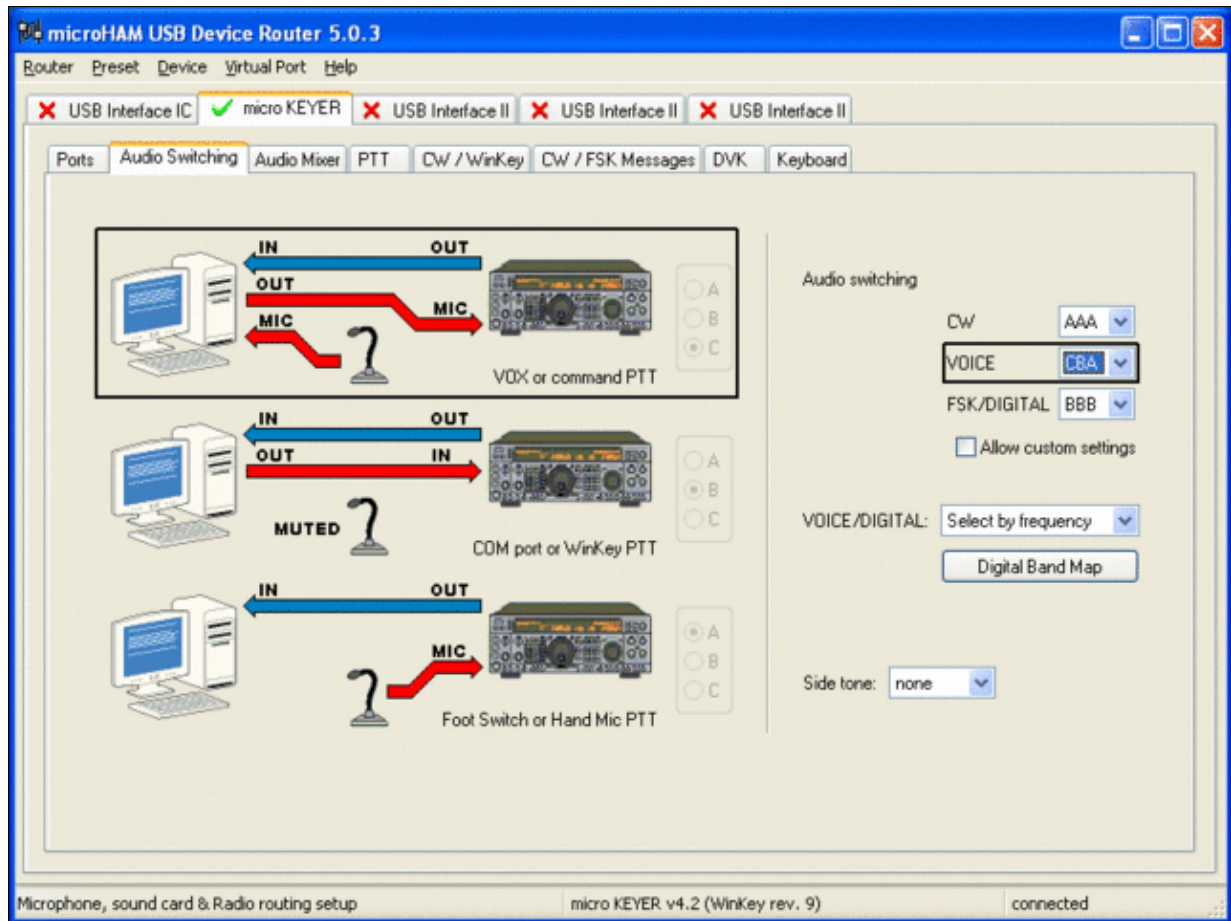 microHAM USB Device Router 5.0.3
Router Preset Device Virtual Port Help
USB Interface IC micro KEYER USB Interface II USB Interface II USB Interface II
Ports Audio Switching Audio Mixer PTT CW / WinKey CW / FSK Messages DVK Keyboard
IN OUT
OUT
MIC
MIC
A
B
C
VOX or command PTT
IN OUT
OUT IN
MUTED
A
B
C
COM port or WinKey PTT
IN OUT
MIC
A
B
C
Foot Switch or Hand Mic PTT
Audio switching
CW AAA
VOICE CBA
FSK/DIGITAL BBB
Allow custom settings
VOICE/DIGITAL: Select by frequency
Digital Band Map
Side tone: none
Microphone, sound card & Radio routing setup micro KEYER v4.2 (WinKey rev. 9) connected